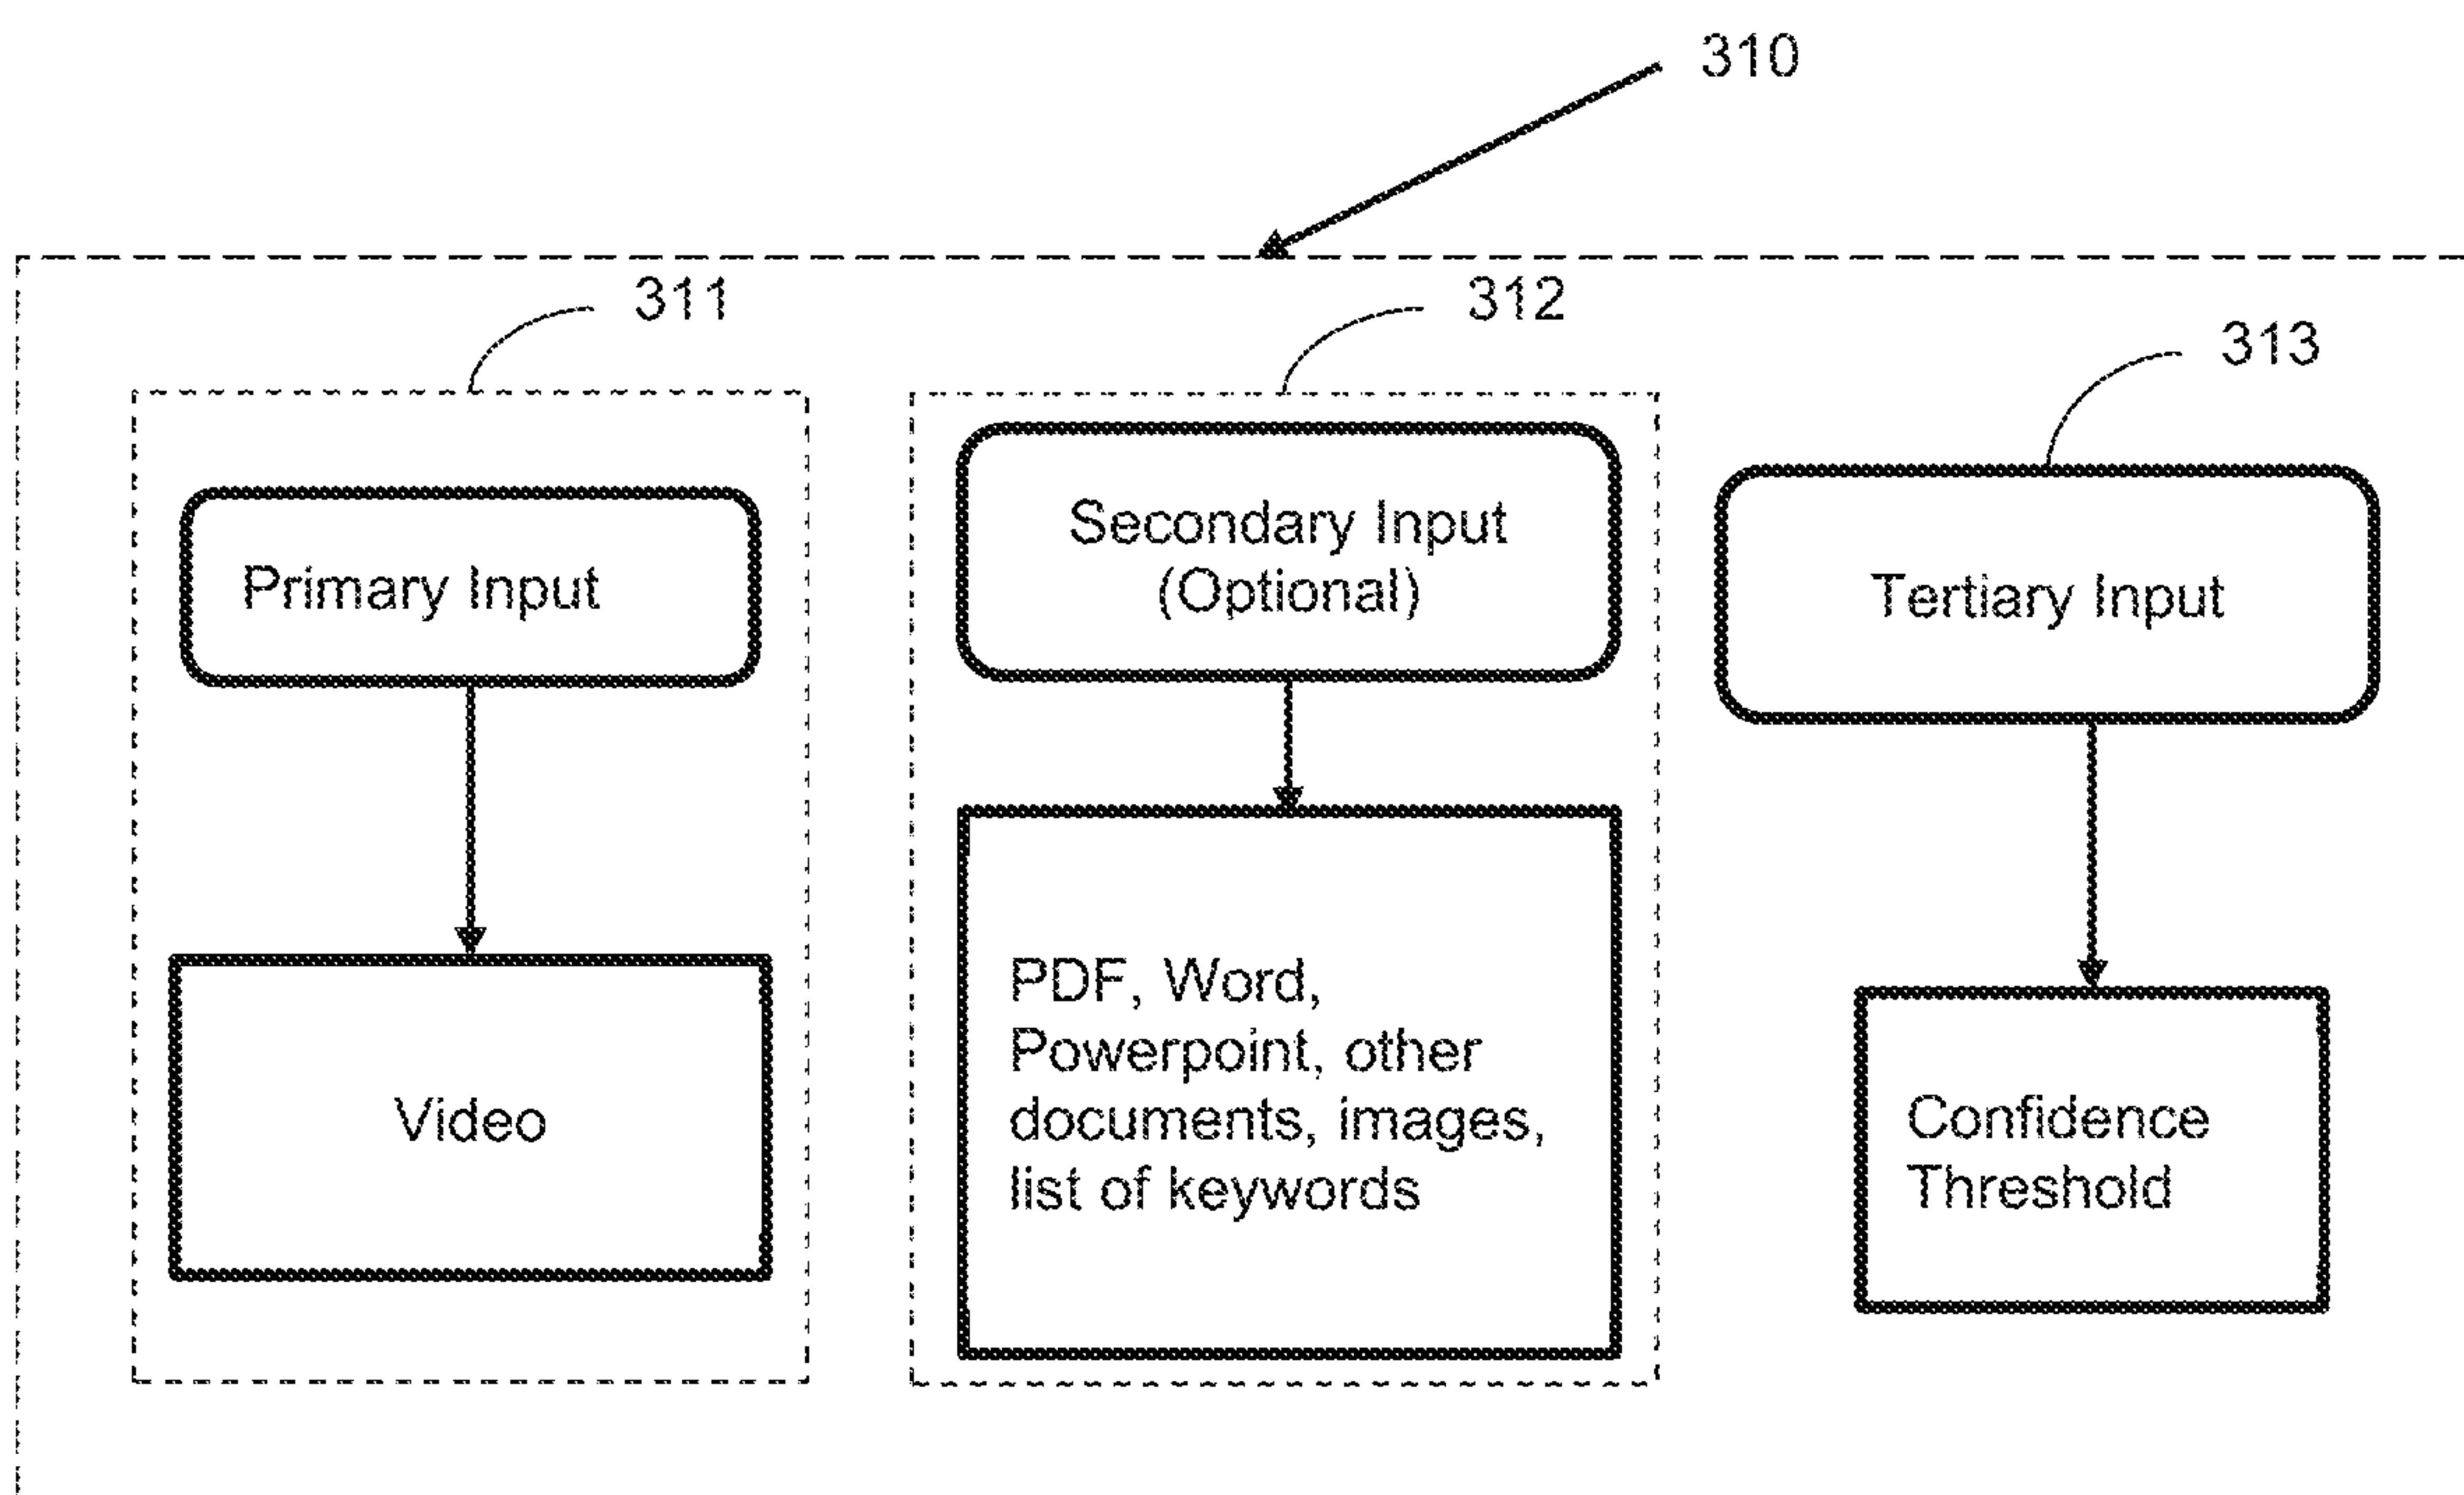 310
311
312
313
Primary Input
Secondary Input
(Optional)
Tertiary Input
Video
PDF, Word,
Powerpoint, other
documents, images,
list of keywords
Confidence
Threshold